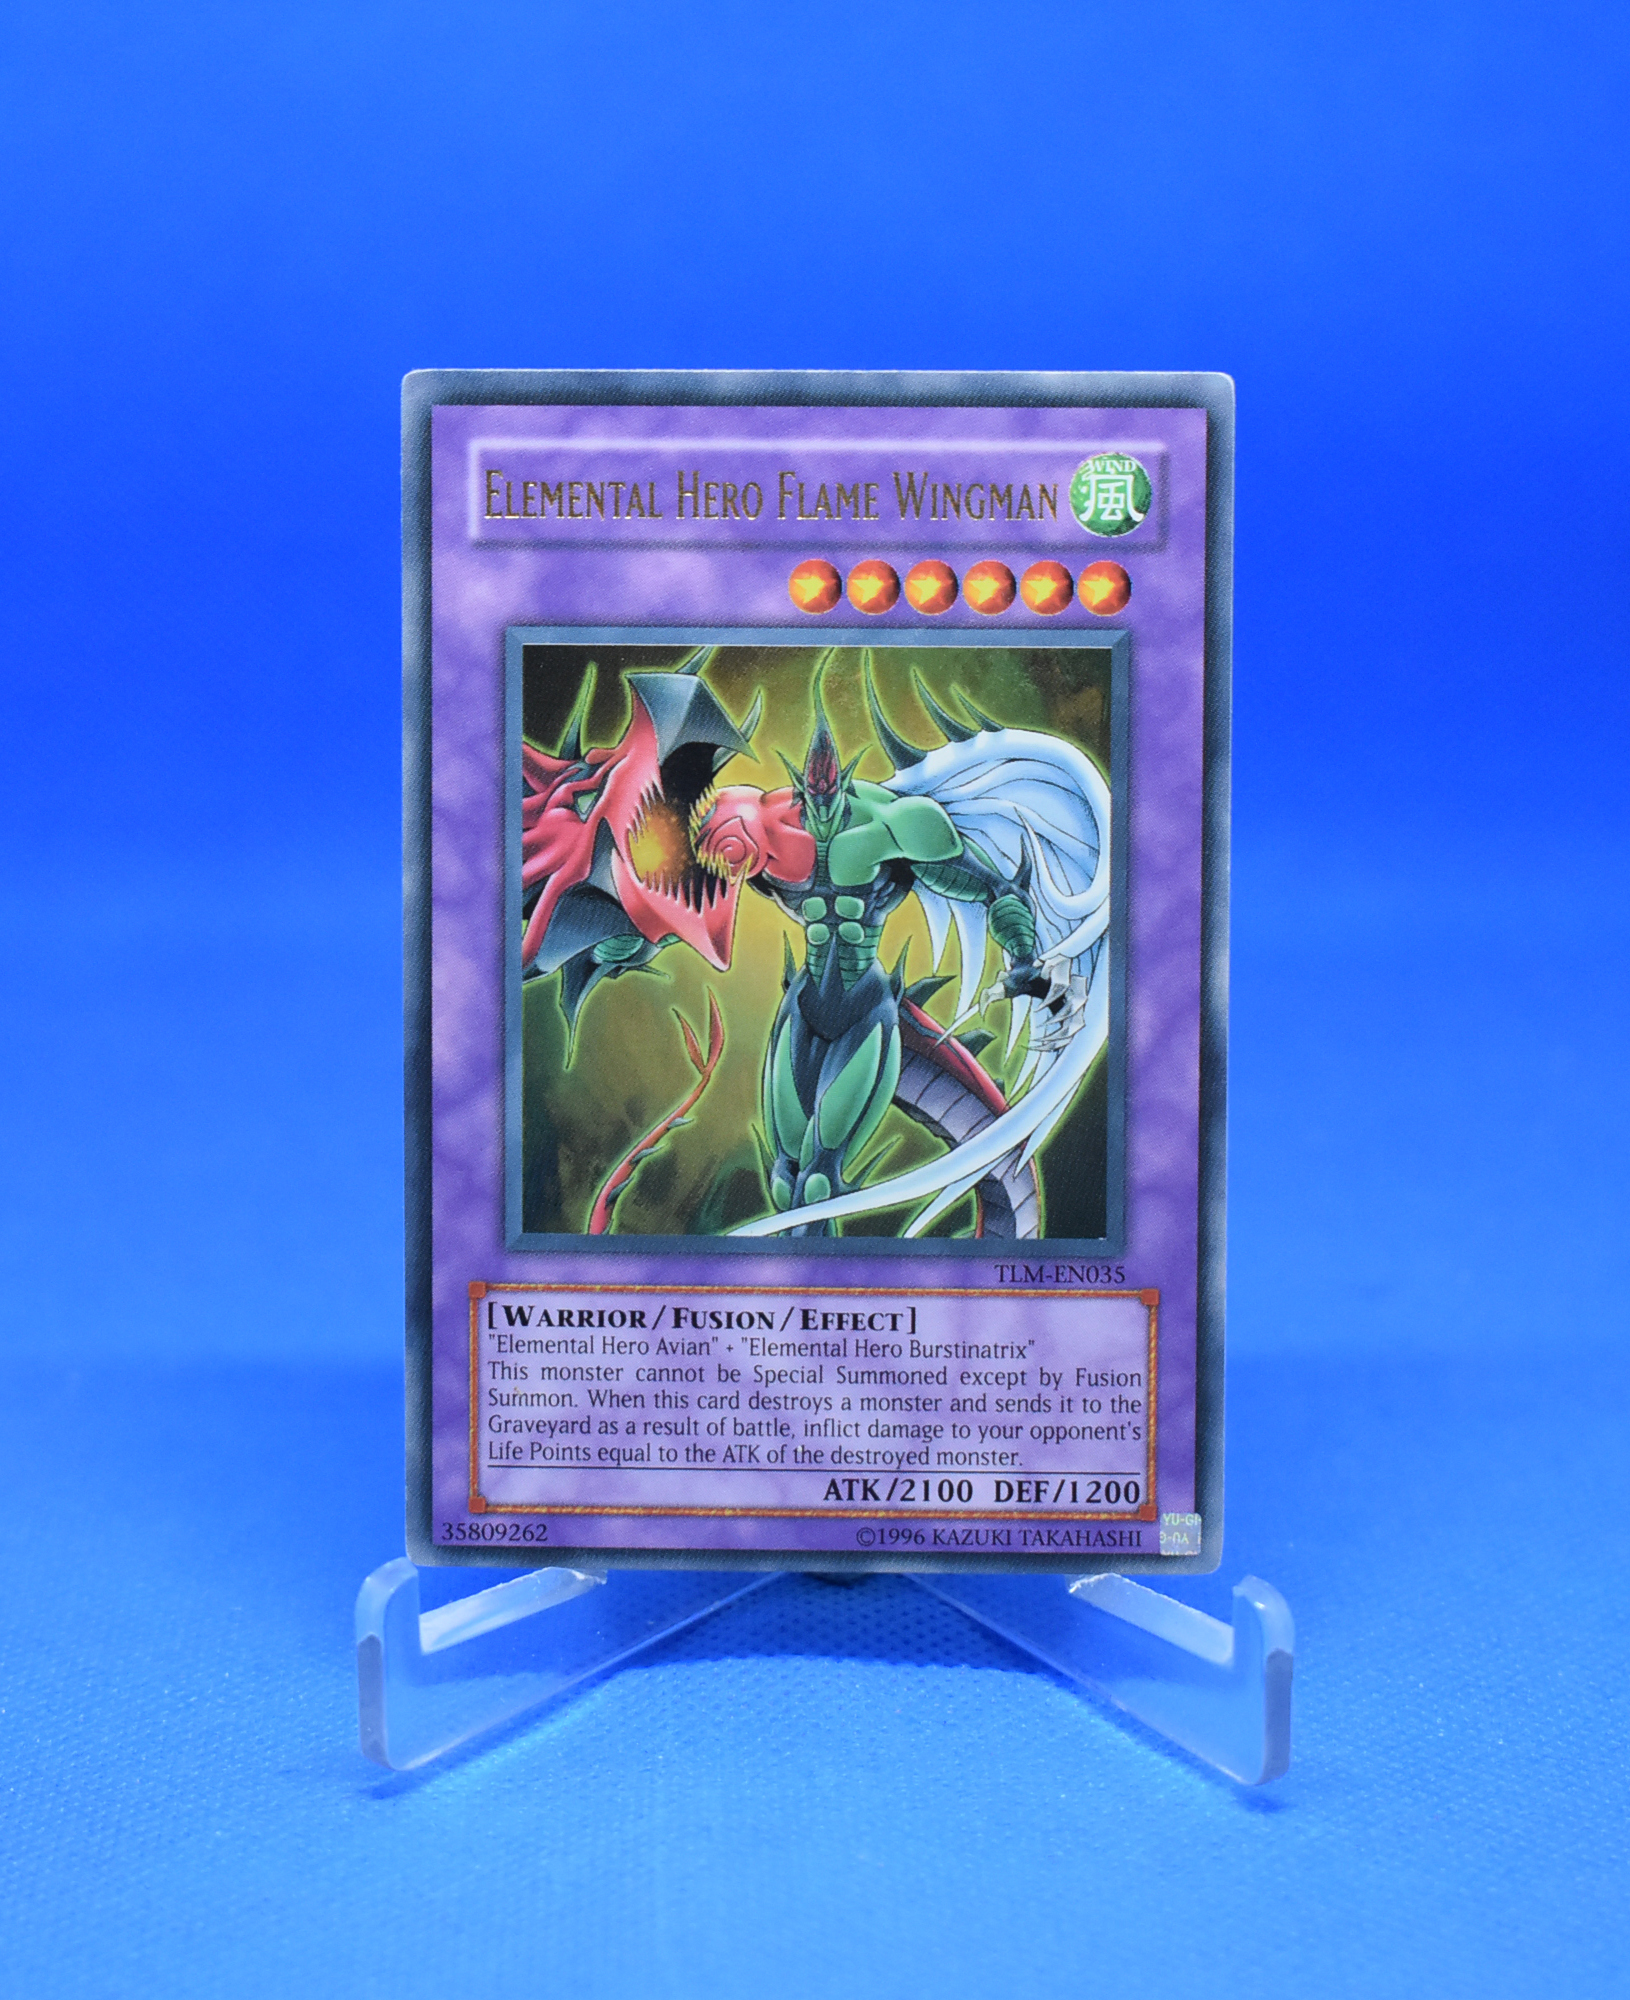 ELEMENTAL HERO FLAME WINGMAN
WIND
風
TLM-EN035
[WARRIOR/FUSION/EFFECT]
"Elemental Hero Avian" + "Elemental Hero Burstinatrix"
This monster cannot be Special Summoned except by Fusion
Summon. When this card destroys a monster and sends it to the
Graveyard as a result of battle, inflict damage to your opponent's
Life Points equal to the ATK of the destroyed monster.
ATK/2100 DEF/1200
35809262
©1996 KAZUKI TAKAHASHI